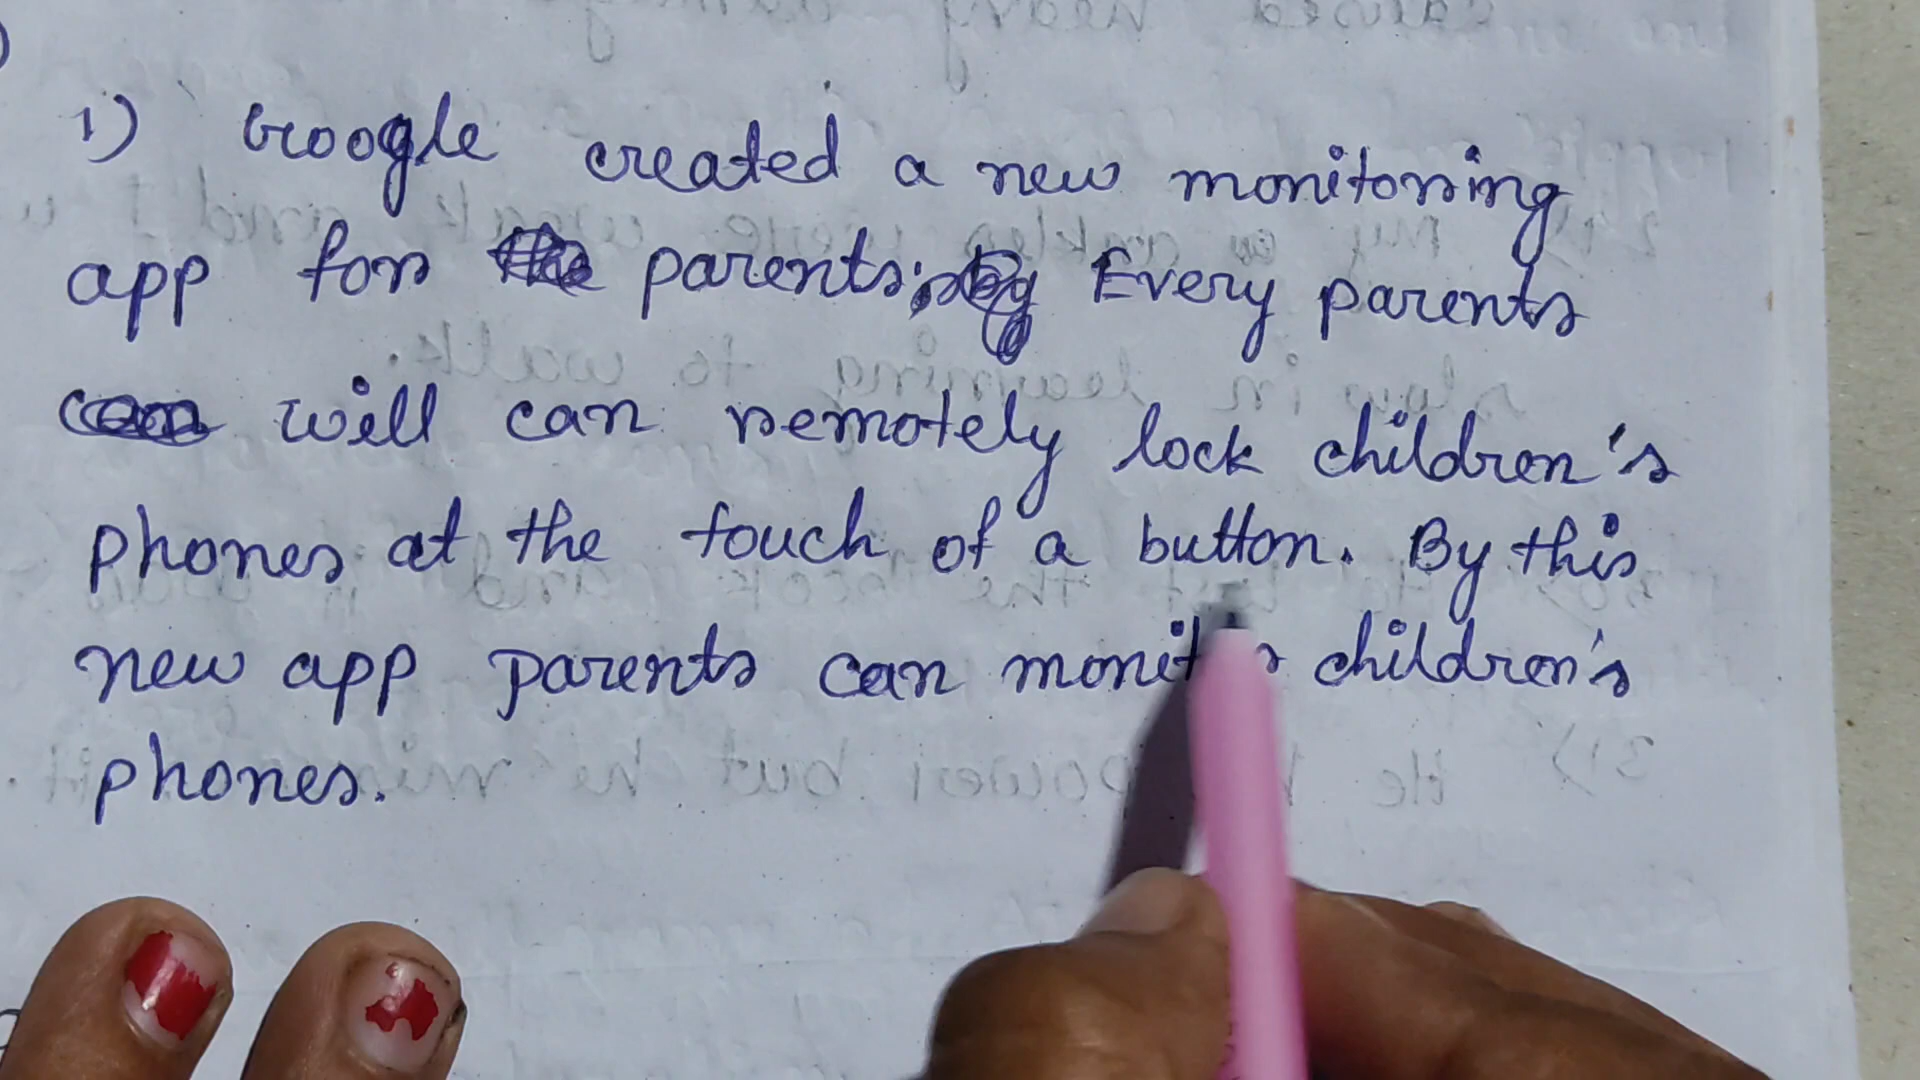 1) Google created a new monitoring
app for parents. Every parents
will can remotely lock children's
phones at the touch of a button. By this
new app parents can children's
phones.